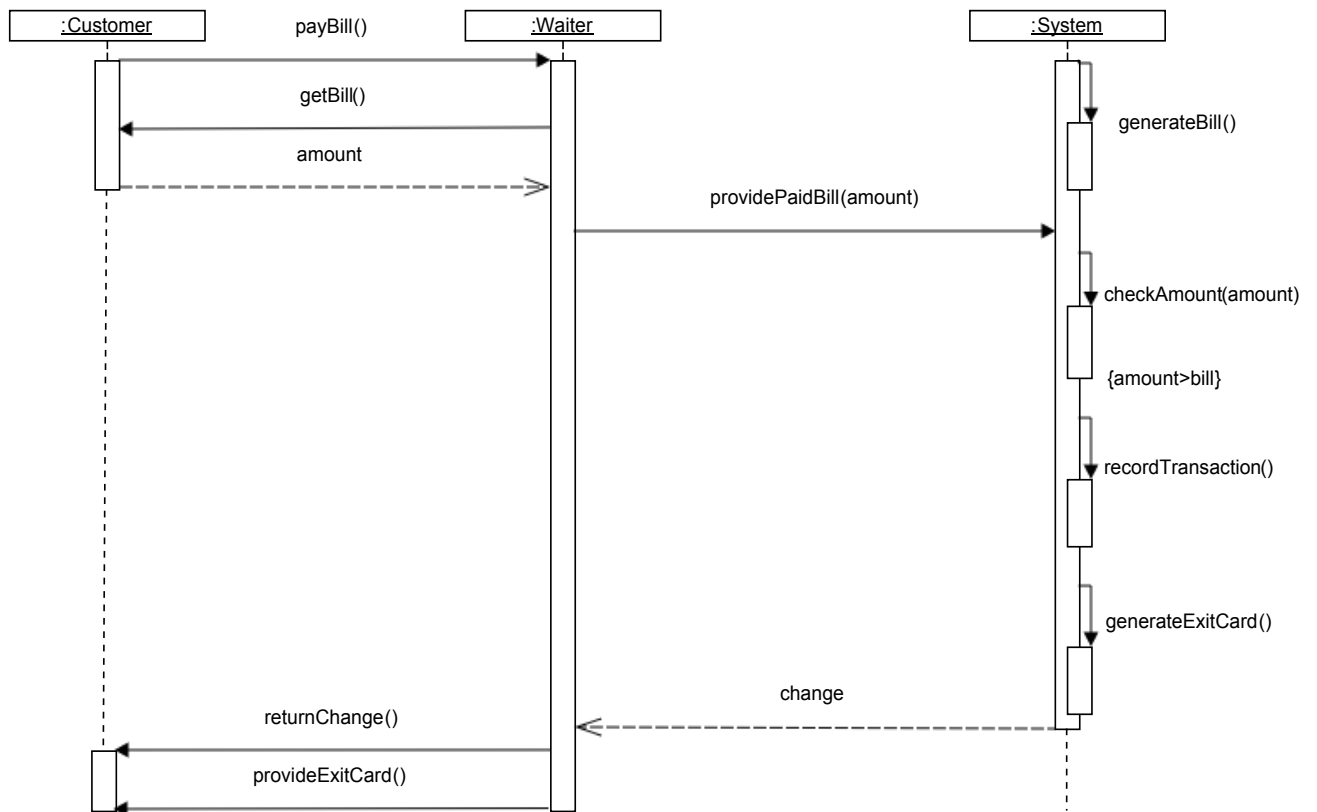 :Customer
payBill()
:Waiter
:System
getBill()
generateBill()
amount
providePaidBill(amount)
checkAmount(amount)
{amount>bill}
recordTransaction()
generateExitCard()
change
returnChange()
provideExitCard()